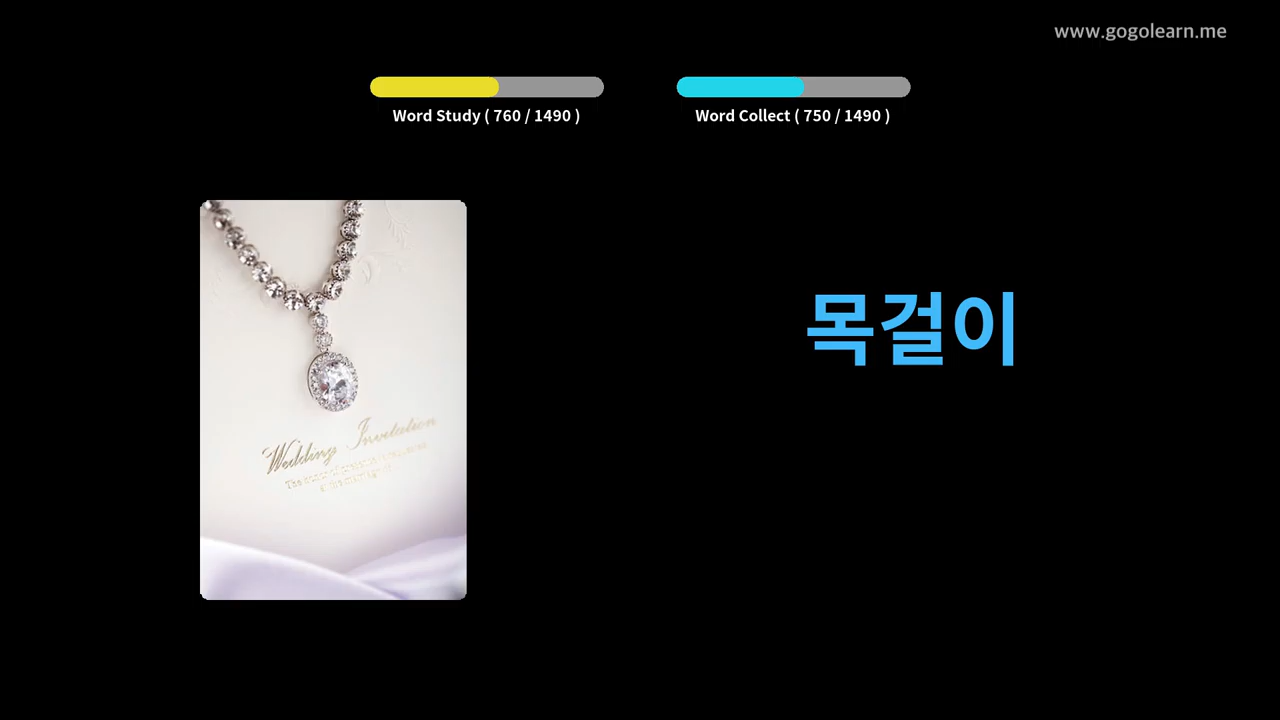 www.gogolearn.me
Word Study ( 760 / 1490 )
Word Collect ( 750 / 1490 )
목걸이
Wedding Invitation